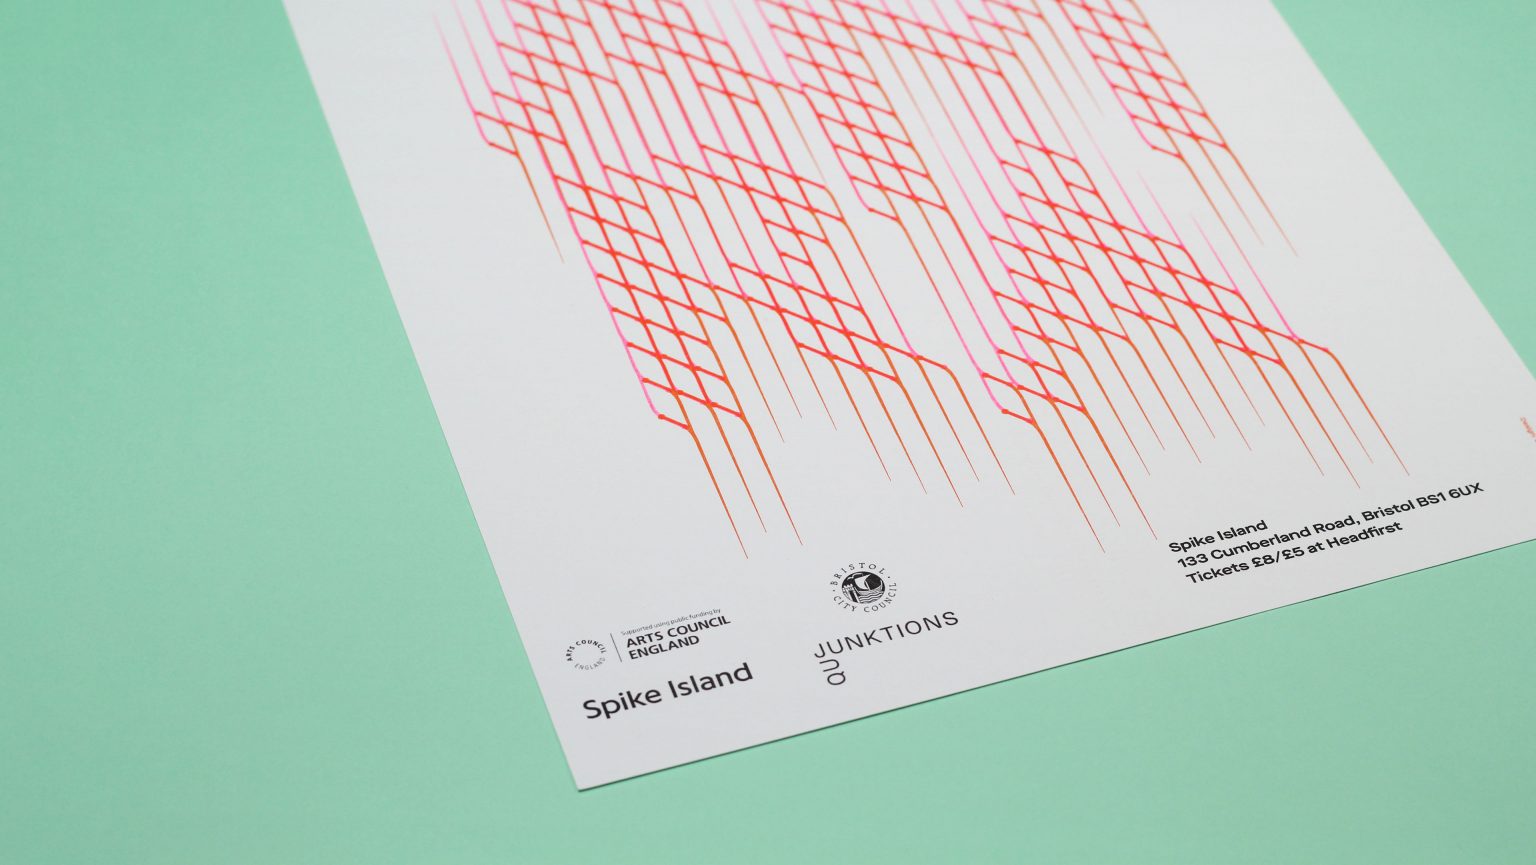 Spike Island
133 Cumberland Road, Bristol BS1 6UX
Tickets £8/£5 at Headfirst
BRISTOL
CITY COUNCIL
Supported using public funding by
ARTS COUNCIL
ENGLAND
ARTS COUNCIL
ENGLAND
QU
JUNKTIONS
Spike Island